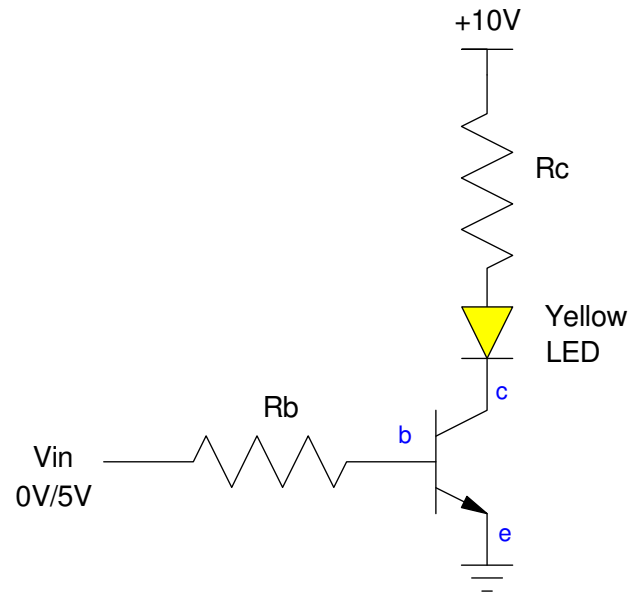 +10V
Rc
Yellow
LED
c
Rb
b
Vin
0V/5V
e